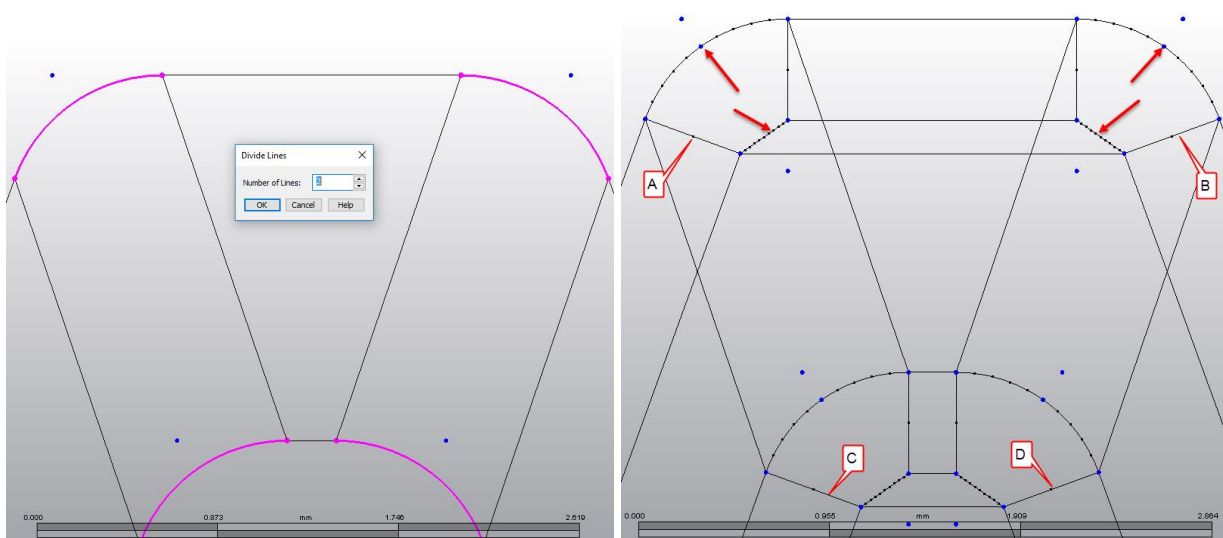 Divide Lines
Number of Lines: 2
OK Cancel Help
0.000 0.873 mm 1.746 2.619
A
B
C
D
0.000 0.955 mm 1.909 2.864